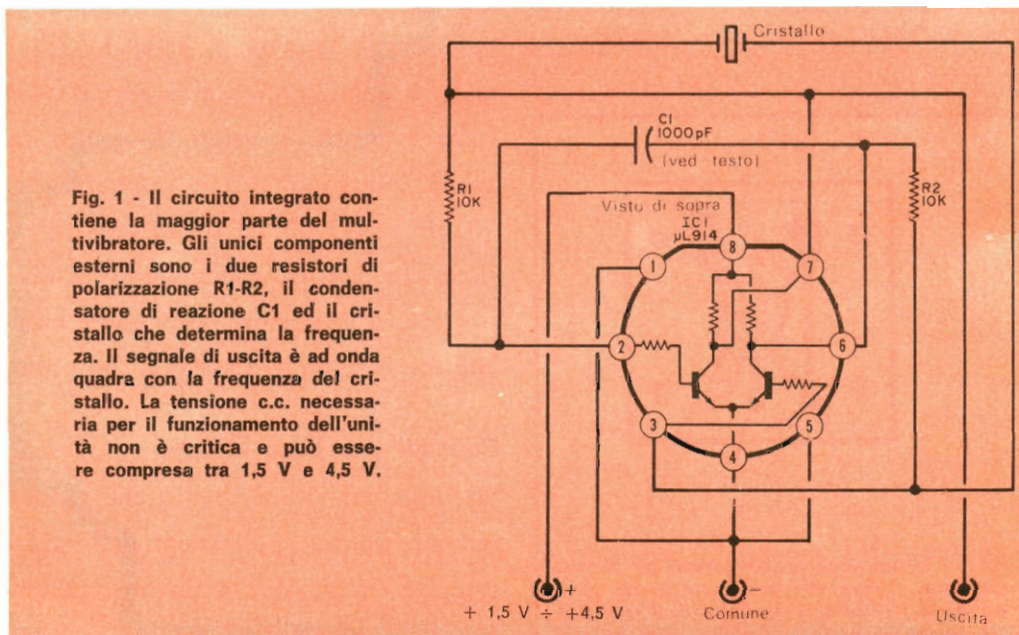 Fig. 1 - Il circuito integrato con-
tiene la maggior parte del mul-
tivibratore. Gli unici componenti
esterni sono i due resistori di
polarizzazione R1-R2, il conden-
satore di reazione C1 ed il cri-
stallo che determina la frequen-
za. Il segnale di uscita è ad onda
quadra con la frequenza del cri-
stallo. La tensione c.c. necessa-
ria per il funzionamento dell'uni-
tà non è critica e può esse-
re compresa tra 1,5 V e 4,5 V.
Cristallo
C1
1000pF
(ved testo)
R1
10K
R2
10K
Visto di sopra
IC1
µL914
8
1
7
2
6
3
5
4
+
-
+ 1,5 V ÷ +4,5 V
Comune
Uscita